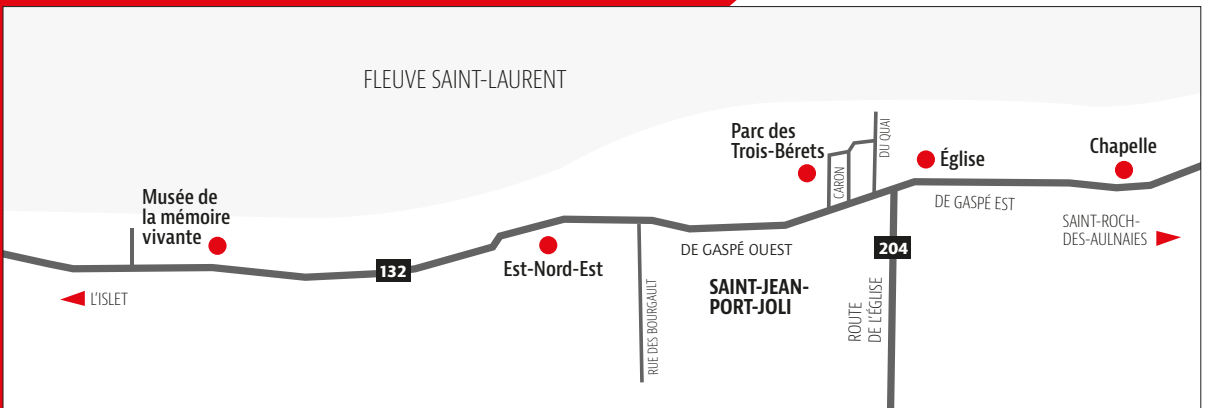 FLEUVE SAINT-LAURENT
Parc des
Trois-Bérets
DU QUAI
CARON
Église
Chapelle
Musée de
la mémoire
vivante
DE GASPÉ EST
SAINT-ROCH-
DES-AULNAIES
132
Est-Nord-Est
DE GASPÉ OUEST
204
L'ISLET
RUE DES BOURGAULT
SAINT-JEAN-
PORT-JOLI
ROUTE
DE L'ÉGLISE